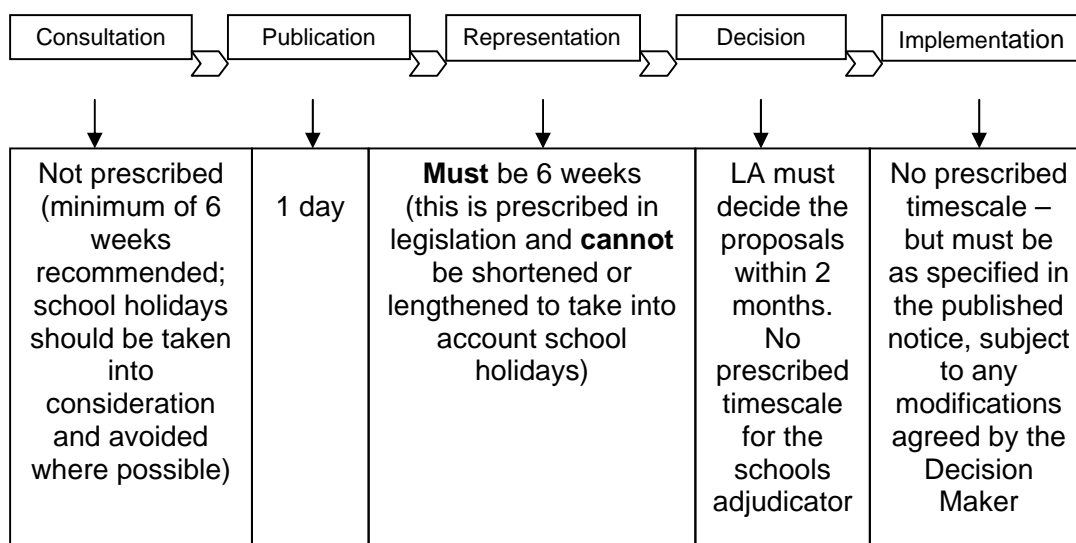 Consultation
Publication
Representation
Decision
Implementation
Not prescribed
(minimum of 6
weeks
recommended;
school holidays
should be taken
into
consideration
and avoided
where possible)
1 day
Must be 6 weeks
(this is prescribed in
legislation and cannot
be shortened or
lengthened to take into
account school
holidays)
LA must
decide the
proposals
within 2
months.
No
prescribed
timescale
for the
schools
adjudicator
No prescribed
timescale –
but must be
as specified in
the published
notice, subject
to any
modifications
agreed by the
Decision
Maker